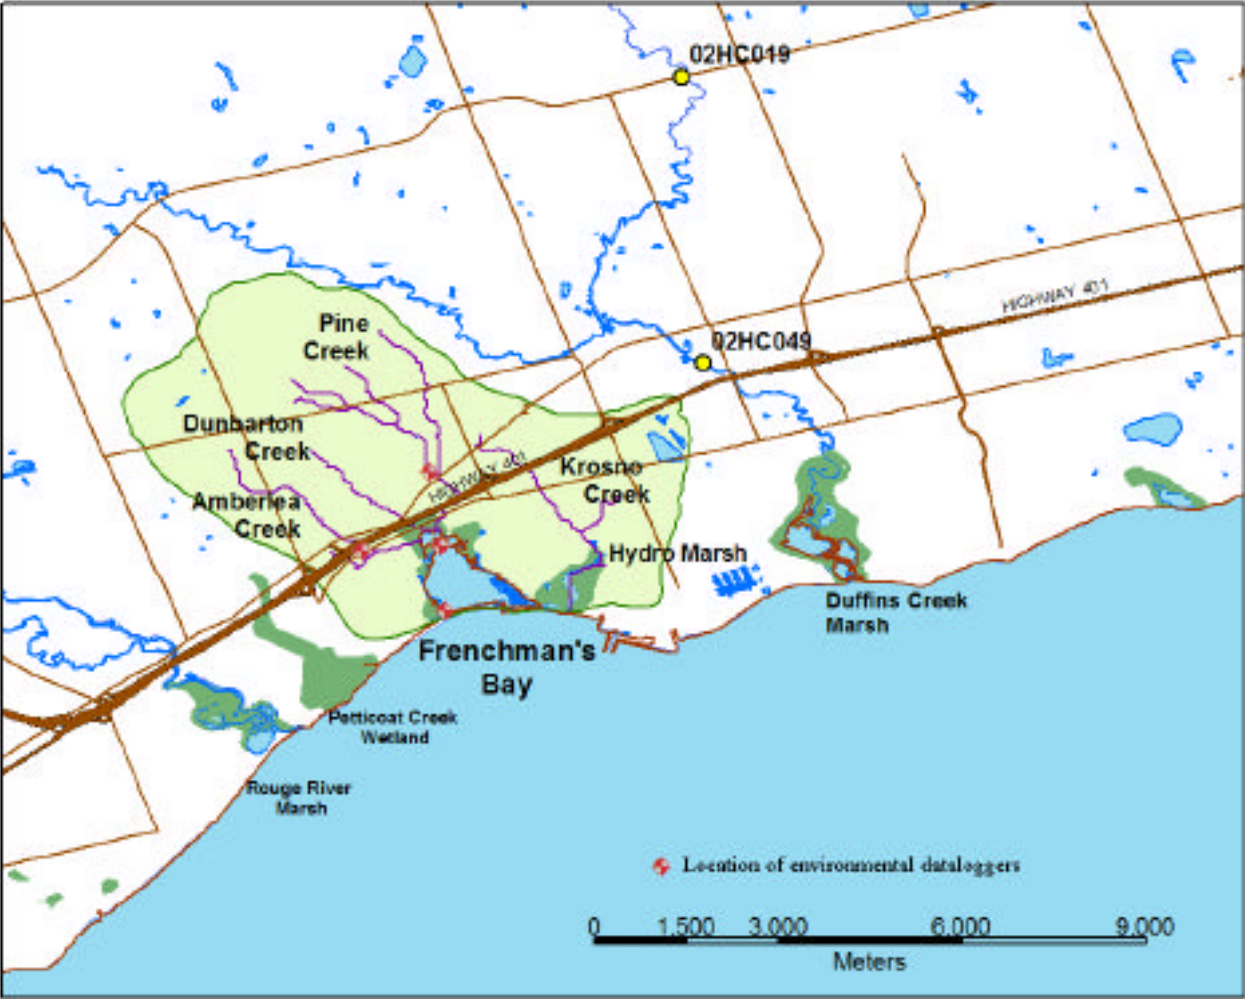 02HC019
HIGHWAY 401
Pine
Creek
02HC049
Dunbarton
Creek
HIGHWAY 401
Krosno
Creek
Amberlea
Creek
Hydro Marsh
Duffins Creek
Marsh
Frenchman's
Bay
Petticoat Creek
Wetland
Rouge River
Marsh
Location of environmental dataloggers
0 1,500 3,000 6,000 9,000
Meters